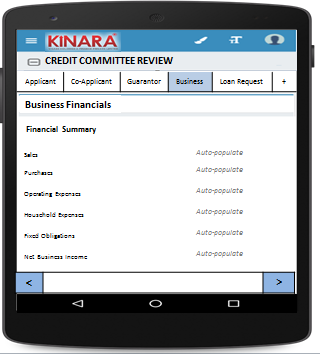 KINARA
CREDIT COMMITTEE REVIEW
Applicant Co-Applicant Guarantor Business Loan Request +
Business Financials
Financial Summary
Sales Auto-populate
Purchases Auto-populate
Operating Expenses Auto-populate
Household Expenses Auto-populate
Fixed Obligations Auto-populate
Net Business Income Auto-populate
< >